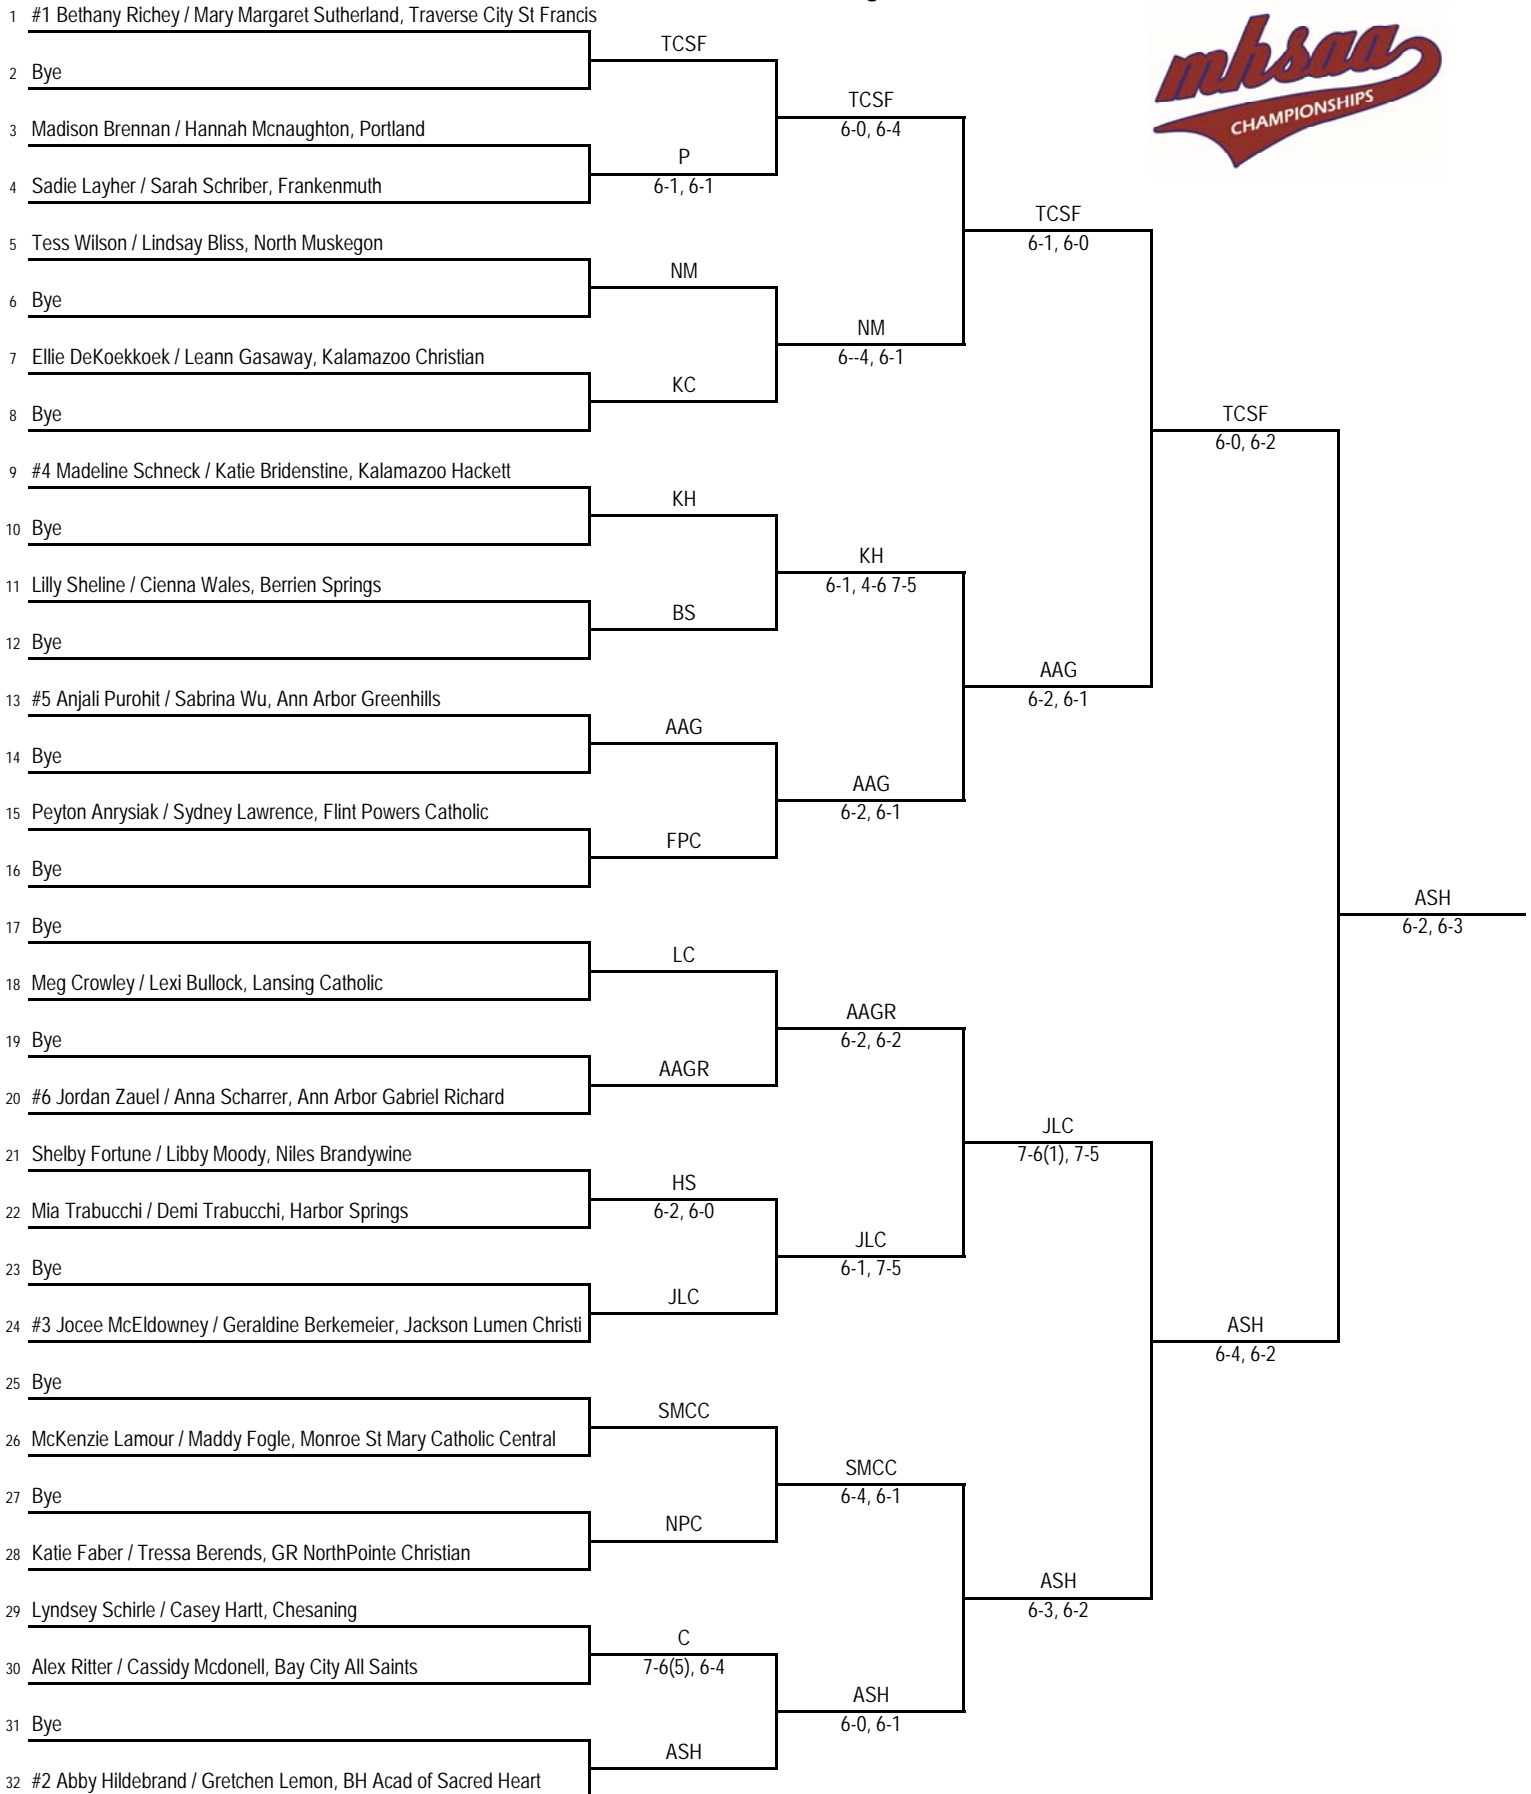 1 #1 Bethany Richey / Mary Margaret Sutherland, Traverse City St Francis
TCSF
2 Bye
TCSF
6-0, 6-4
3 Madison Brennan / Hannah Mcnaughton, Portland
P
6-1, 6-1
4 Sadie Layher / Sarah Schriber, Frankenmuth
TCSF
6-1, 6-0
5 Tess Wilson / Lindsay Bliss, North Muskegon
NM
6 Bye
NM
6--4, 6-1
7 Ellie DeKoekkoek / Leann Gasaway, Kalamazoo Christian
KC
8 Bye
TCSF
6-0, 6-2
9 #4 Madeline Schneck / Katie Bridenstine, Kalamazoo Hackett
KH
10 Bye
KH
6-1, 4-6 7-5
11 Lilly Sheline / Cienna Wales, Berrien Springs
BS
12 Bye
AAG
6-2, 6-1
13 #5 Anjali Purohit / Sabrina Wu, Ann Arbor Greenhills
AAG
14 Bye
AAG
6-2, 6-1
15 Peyton Anrysiak / Sydney Lawrence, Flint Powers Catholic
FPC
16 Bye
ASH
6-2, 6-3
17 Bye
LC
18 Meg Crowley / Lexi Bullock, Lansing Catholic
AAGR
6-2, 6-2
19 Bye
AAGR
20 #6 Jordan Zauel / Anna Scharrer, Ann Arbor Gabriel Richard
JLC
7-6(1), 7-5
21 Shelby Fortune / Libby Moody, Niles Brandywine
HS
6-2, 6-0
22 Mia Trabucchi / Demi Trabucchi, Harbor Springs
JLC
6-1, 7-5
23 Bye
JLC
24 #3 Jocee McEldowney / Geraldine Berkemeier, Jackson Lumen Christi
ASH
6-4, 6-2
25 Bye
SMCC
26 McKenzie Lamour / Maddy Fogle, Monroe St Mary Catholic Central
SMCC
6-4, 6-1
27 Bye
NPC
28 Katie Faber / Tressa Berends, GR NorthPointe Christian
ASH
6-3, 6-2
29 Lyndsey Schirle / Casey Hartt, Chesaning
C
7-6(5), 6-4
30 Alex Ritter / Cassidy Mcdonell, Bay City All Saints
ASH
6-0, 6-1
31 Bye
ASH
32 #2 Abby Hildebrand / Gretchen Lemon, BH Acad of Sacred Heart
mhsaa
CHAMPIONSHIPS